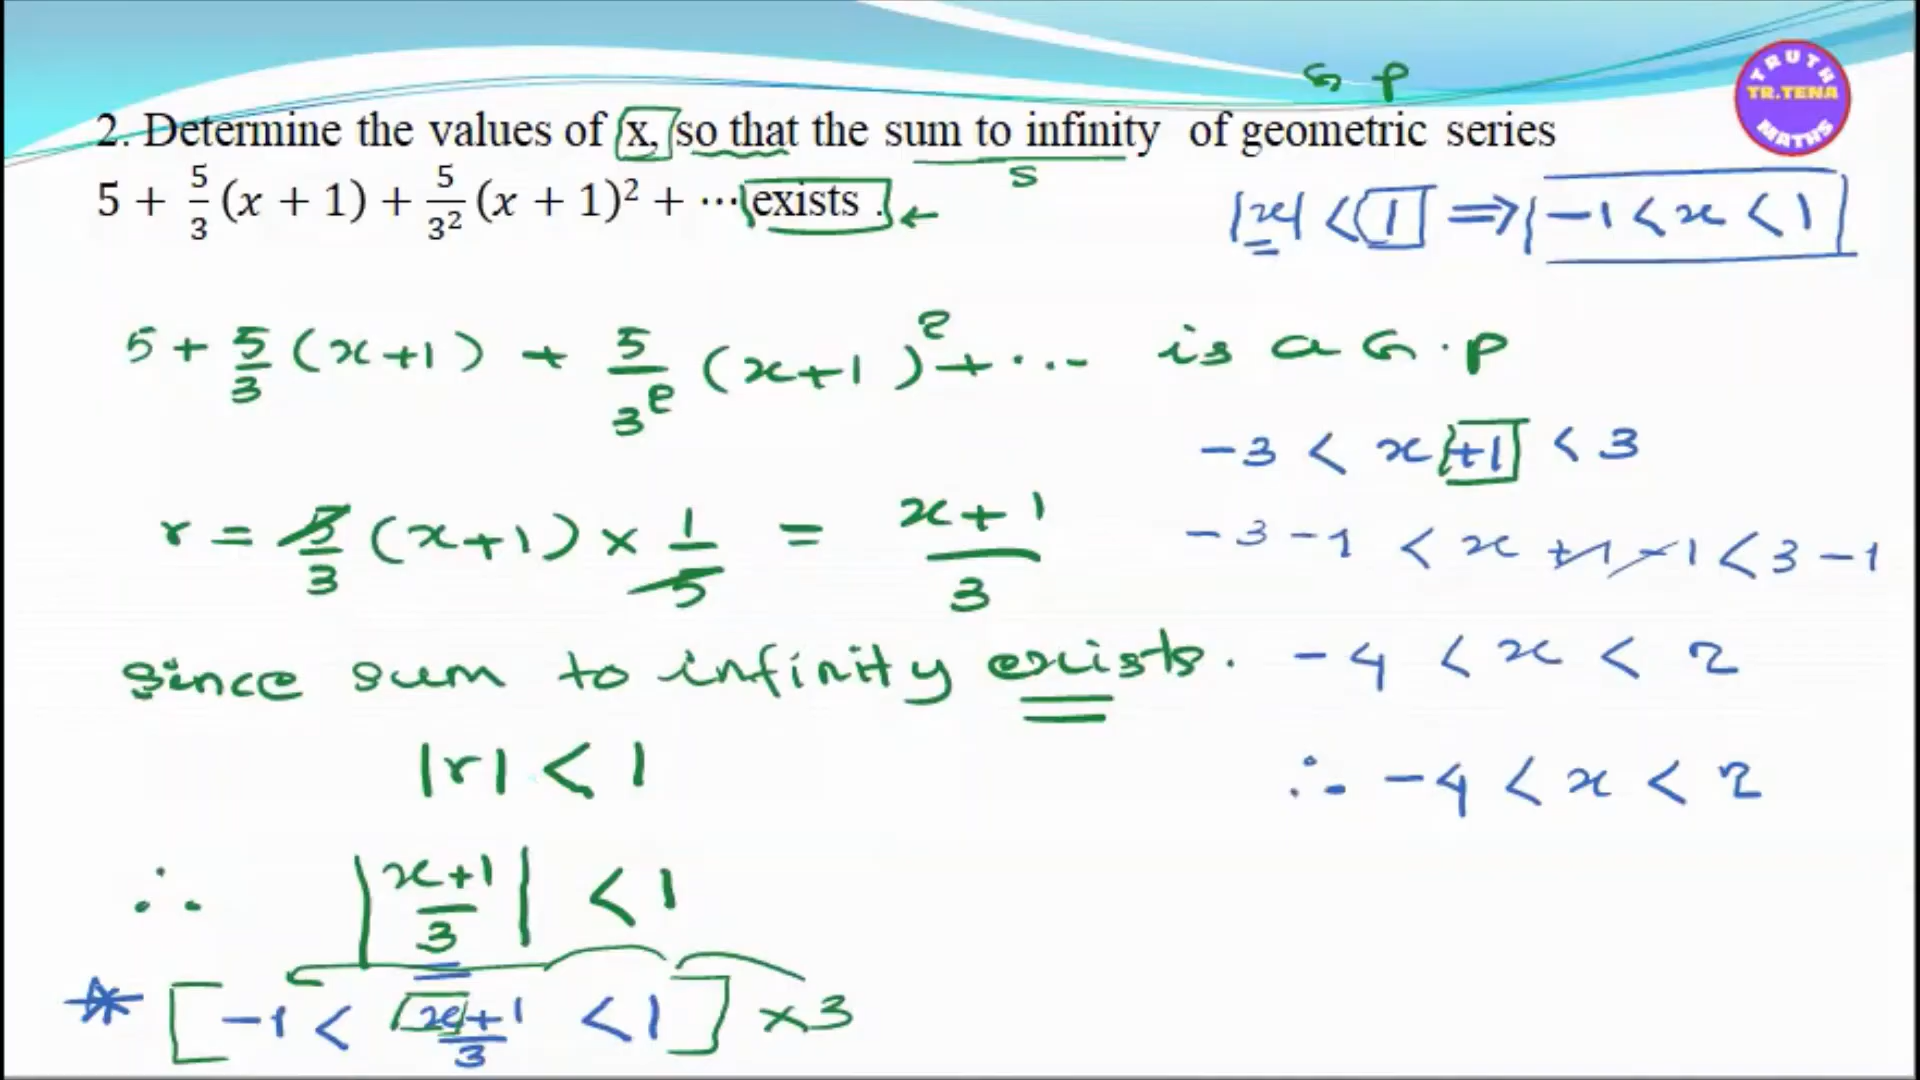 G P
TRUTH
TR.TENA
MATHS
2. Determine the values of x, so that the sum to infinity of geometric series
S
5 + 5/3 (x + 1) + 5/3² (x + 1)² + ⋯ exists .
|x| < 1 ⇒ -1 < x < 1
5 + 5/3 (x+1) + 5/3² (x+1)² + ... is a G.P
r = 5/3 (x+1) × 1/5 = x+1/3
since sum to infinity exists.
|r| < 1
∴ |x+1/3| < 1
[-1 < x+1/3 < 1] ×3
-3 < x+1 < 3
-3-1 < x+1-1 < 3-1
-4 < x < 2
∴ -4 < x < 2